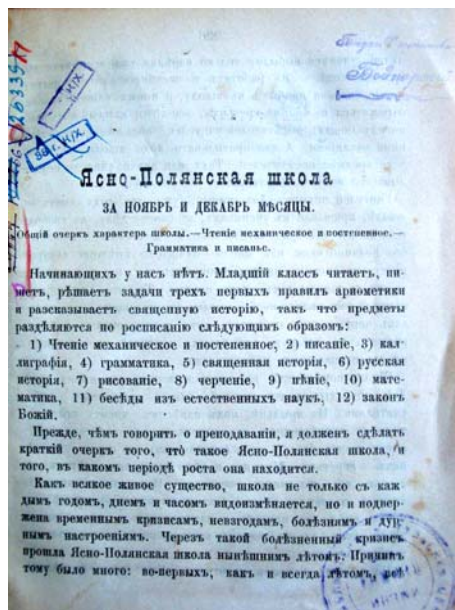 Ясно-Полянская школа
ЗА НОЯБРЬ И ДЕКАБРЬ МѢСЯЦЫ.
Общій очеркъ характера школы.—Чтеніе механическое и постепенное.—
Грамматика и писанье.
Начинающихъ у насъ нѣтъ. Младшій классъ читаетъ, пи-
шетъ, рѣшаетъ задачи трехъ первыхъ правилъ ариѳметики
и разсказываетъ священную исторію, такъ что предметы
раздѣляются по росписанію слѣдующимъ образомъ:
1) Чтеніе механическое и постепенное, 2) писаніе, 3) кал-
лиграфія, 4) грамматика, 5) священная исторія, 6) русская
исторія, 7) рисованіе, 8) черченіе, 9) пѣніе, 10) мате-
матика, 11) бесѣды изъ естественныхъ наукъ, 12) законъ
Божій.
Прежде, чѣмъ говорить о преподаваніи, я долженъ сдѣлать
краткій очеркъ того, что́ такое Ясно-Полянская школа, и
того, въ какомъ періодѣ роста она находится.
Какъ всякое живое существо, школа не только съ каж-
дымъ годомъ, днемъ и часомъ видоизмѣняется, но и подвер-
жена временнымъ кризисамъ, невзгодамъ, болѣзнямъ и дур-
нымъ настроеніямъ. Черезъ такой болѣзненный кризисъ
прошла Ясно-Полянская школа нынѣшнимъ лѣтомъ. Причинъ
тому было много: во-первыхъ, какъ и всегда лѣтомъ,